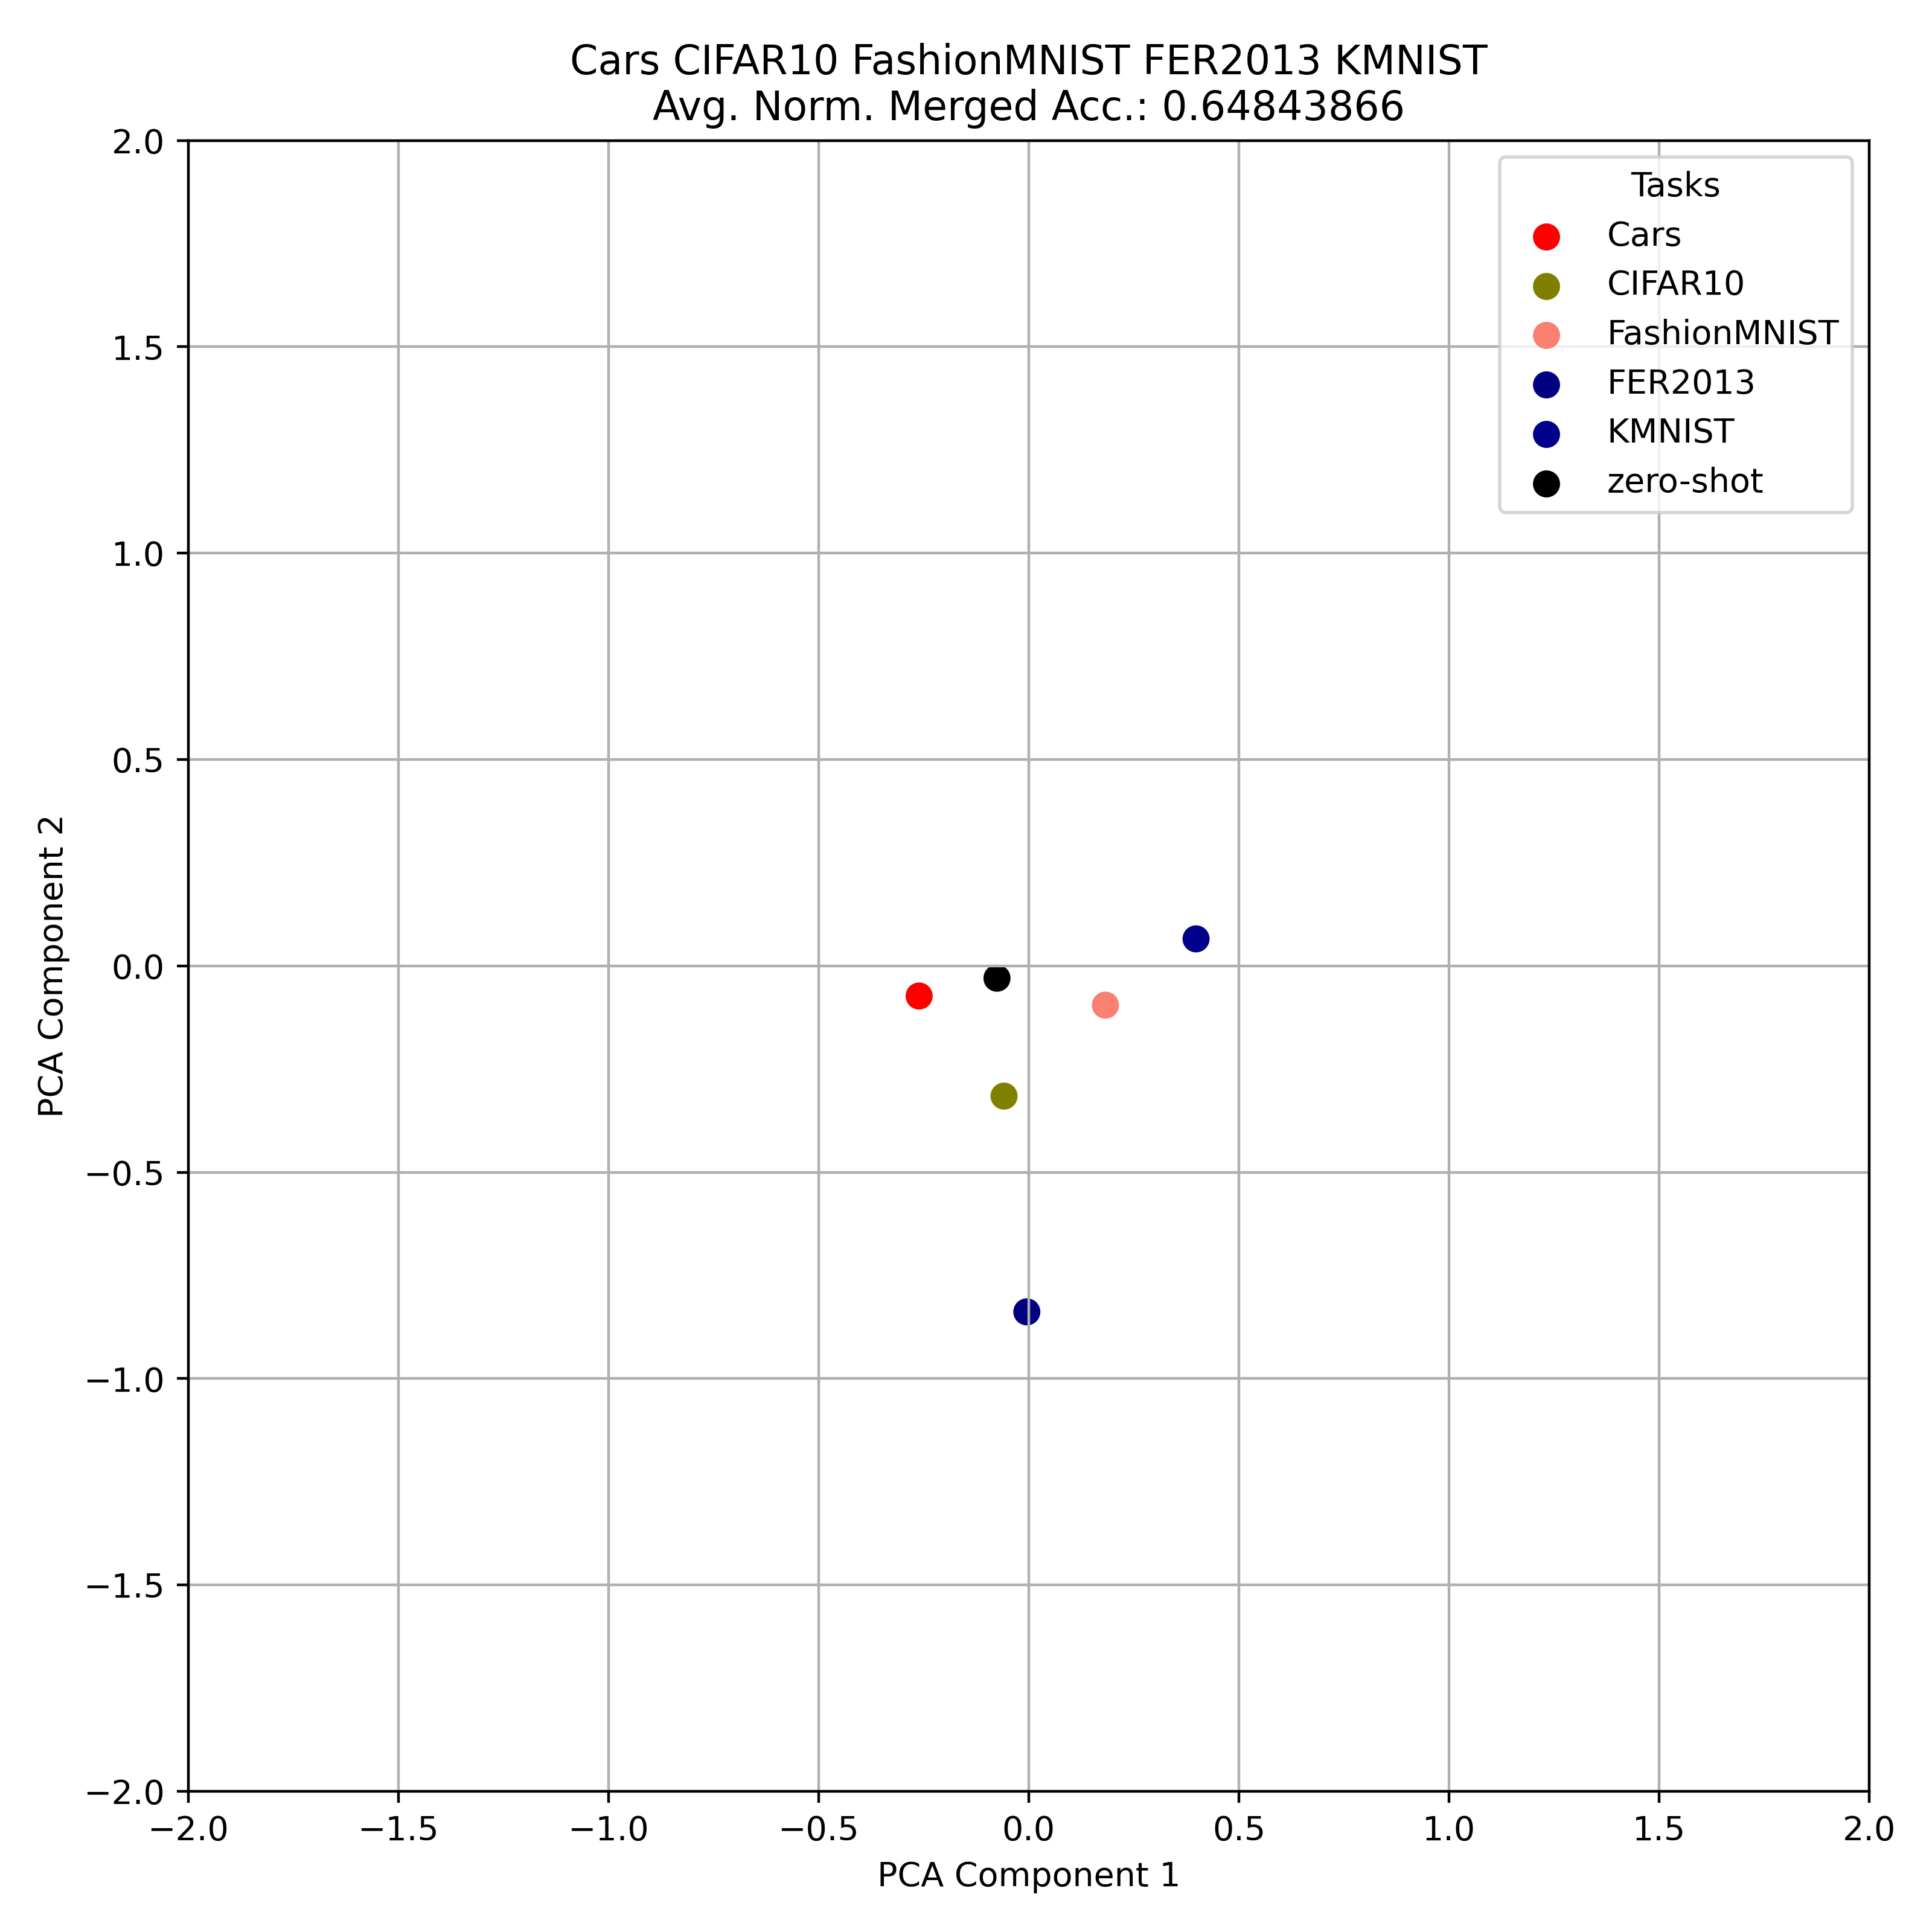 Cars CIFAR10 FashionMNIST FER2013 KMNIST
Avg. Norm. Merged Acc.: 0.64843866
Tasks
Cars
CIFAR10
FashionMNIST
FER2013
KMNIST
zero-shot
2.0
1.5
1.0
0.5
0.0
−0.5
−1.0
−1.5
−2.0
PCA Component 2
−2.0 −1.5 −1.0 −0.5 0.0 0.5 1.0 1.5 2.0
PCA Component 1